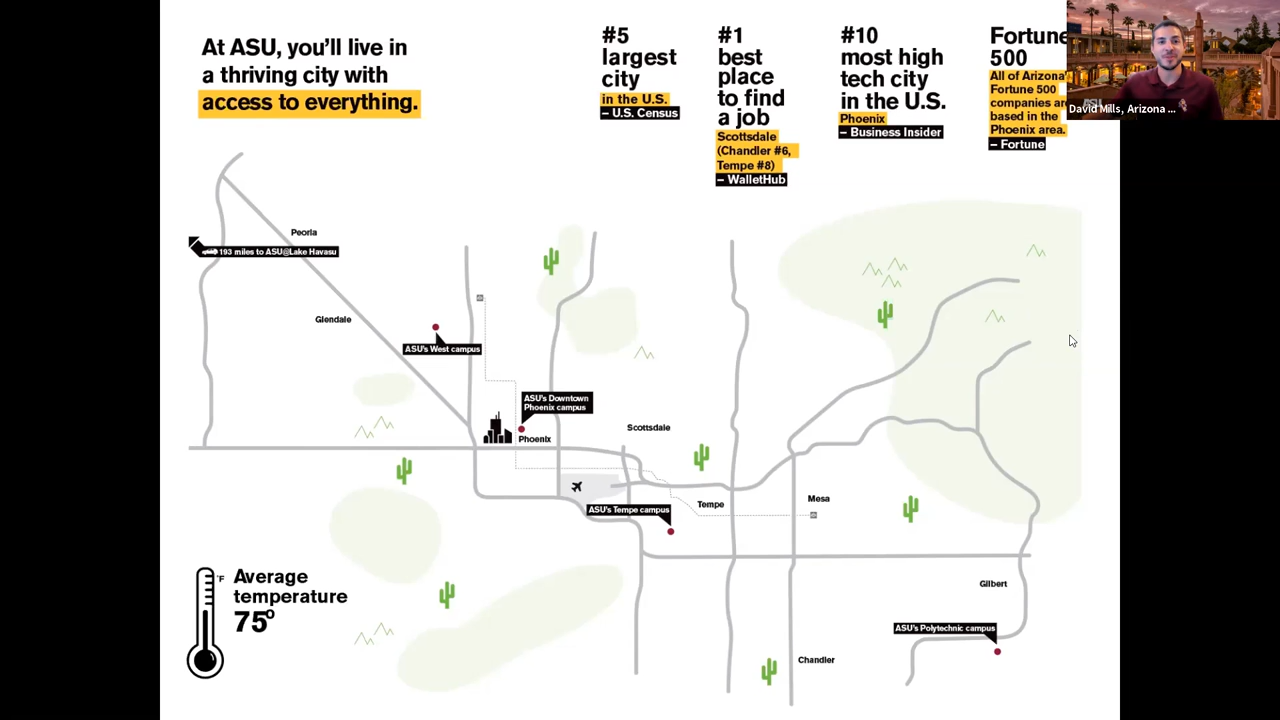 At ASU, you'll live in
a thriving city with
access to everything.
#5
largest
city
in the U.S.
– U.S. Census
#1
best
place
to find
a job
Scottsdale
(Chandler #6,
Tempe #8)
– WalletHub
#10
most high
tech city
in the U.S.
Phoenix
– Business Insider
Fortune
500
All of Arizona's
Fortune 500
companies are
based in the
Phoenix area.
– Fortune
David Mills, Arizona ...
Peoria
193 miles to ASU@Lake Havasu
Glendale
ASU's West campus
ASU's Downtown
Phoenix campus
Phoenix
Scottsdale
ASU's Tempe campus
Tempe
Mesa
°F
Average
temperature
75°
Gilbert
ASU's Polytechnic campus
Chandler